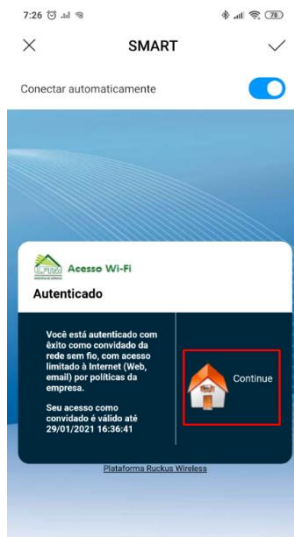 7:26
78
SMART
Conectar automaticamente
Acesso Wi-Fi
Autenticado
Você está autenticado com
êxito como convidado da
rede sem fio, com acesso
limitado à Internet (Web,
email) por políticas da
empresa.
Continue
Seu acesso como
convidado é válido até
29/01/2021 16:36:41
Plataforma Ruckus Wireless